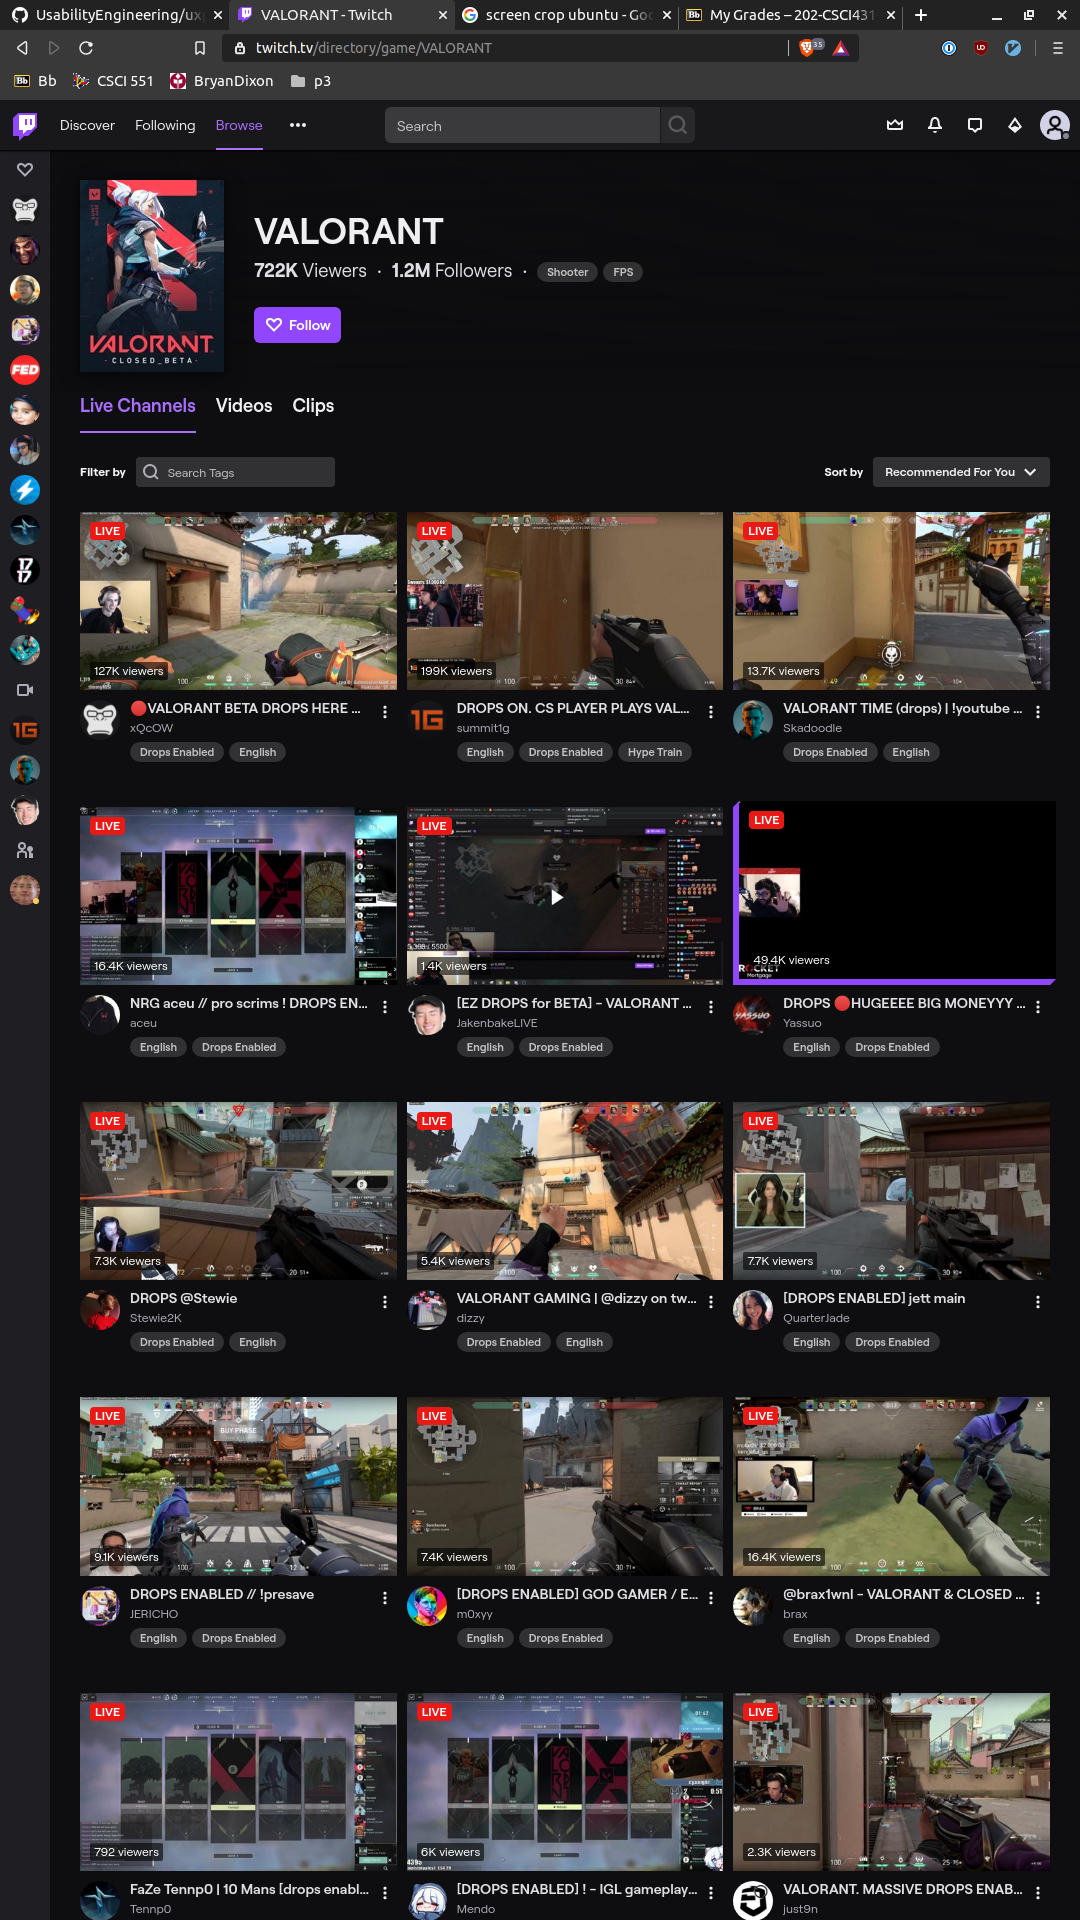 UsabilityEngineering/ux
VALORANT - Twitch
screen crop ubuntu - Goo
My Grades – 202-CSCI431
twitch.tv/directory/game/VALORANT
35
Bb
CSCI 551
BryanDixon
p3
Discover
Following
Browse
Search
VALORANT
CLOSED_BETA
VALORANT
722K Viewers · 1.2M Followers ·
Shooter
FPS
Follow
Live Channels
Videos
Clips
Filter by
Search Tags
Sort by
Recommended For You
LIVE
127K viewers
LIVE
199K viewers
LIVE
13.7K viewers
🔴VALORANT BETA DROPS HERE ...
xQcOW
Drops Enabled
English
DROPS ON. CS PLAYER PLAYS VAL...
summit1g
English
Drops Enabled
Hype Train
VALORANT TIME (drops) | !youtube ...
Skadoodle
Drops Enabled
English
LIVE
16.4K viewers
LIVE
1.4K viewers
LIVE
49.4K viewers
ROCKET
Mortgage
NRG aceu // pro scrims ! DROPS EN...
aceu
English
Drops Enabled
[EZ DROPS for BETA] - VALORANT ...
JakenbakeLIVE
English
Drops Enabled
DROPS 🔴HUGEEEE BIG MONEYYY ...
Yassuo
English
Drops Enabled
LIVE
7.3K viewers
LIVE
5.4K viewers
LIVE
7.7K viewers
DROPS @Stewie
Stewie2K
Drops Enabled
English
VALORANT GAMING | @dizzy on tw...
dizzy
Drops Enabled
English
[DROPS ENABLED] jett main
QuarterJade
English
Drops Enabled
LIVE
BUY PHASE
9.1K viewers
LIVE
7.4K viewers
LIVE
16.4K viewers
DROPS ENABLED // !presave
JERICHO
English
Drops Enabled
[DROPS ENABLED] GOD GAMER / E...
m0xyy
English
Drops Enabled
@brax1wnl - VALORANT & CLOSED ...
brax
English
Drops Enabled
LIVE
792 viewers
LIVE
6K viewers
LIVE
2.3K viewers
FaZe Tennp0 | 10 Mans [drops enabl...
Tennp0
[DROPS ENABLED] ! - IGL gameplay...
Mendo
VALORANT. MASSIVE DROPS ENAB...
just9n